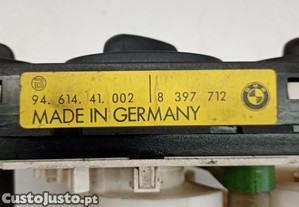 94. 614. 41. 002 8 397 712
MADE IN GERMANY
CustoJusto.pt